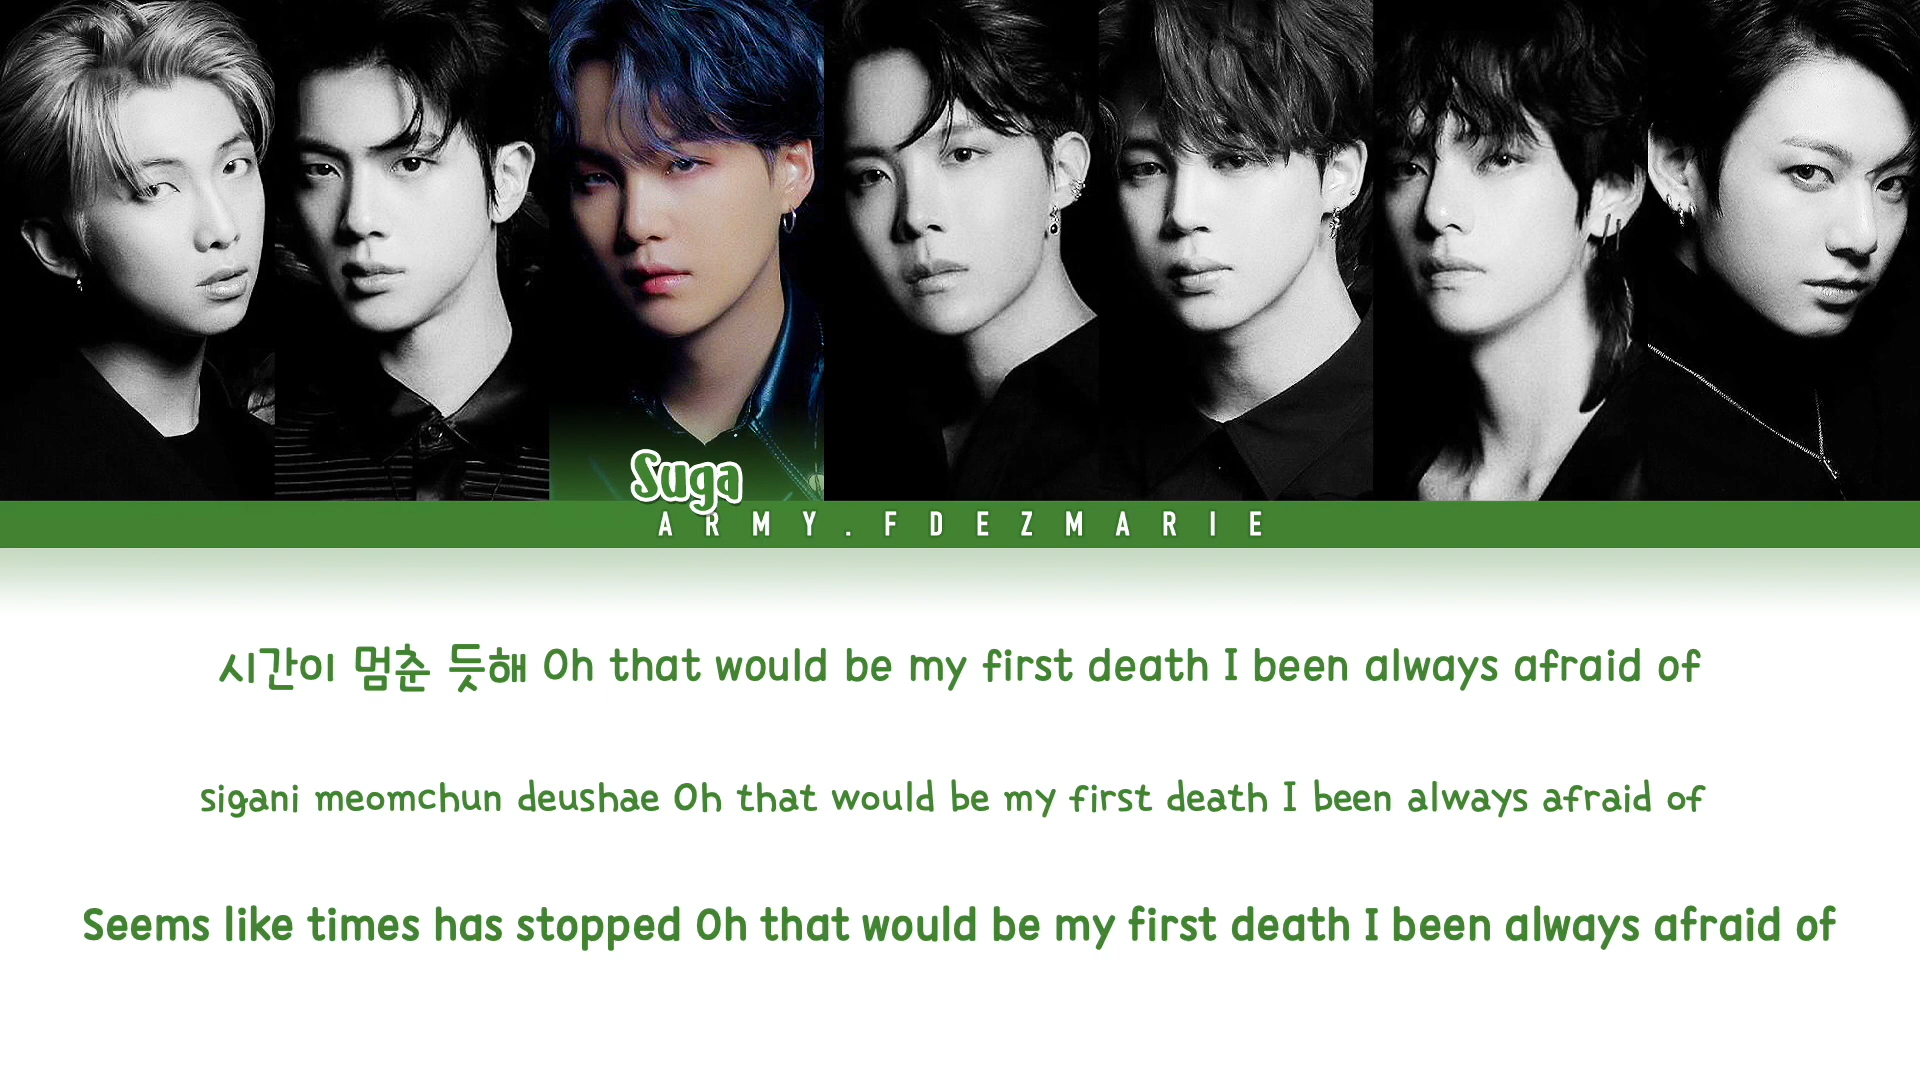 Suga
ARMY.FDEZMARIE
시간이 멈춘 듯해 Oh that would be my first death I been always afraid of
sigani meomchun deushae Oh that would be my first death I been always afraid of
Seems like times has stopped Oh that would be my first death I been always afraid of